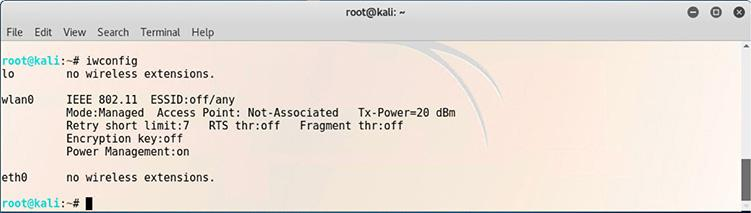 root@kali: ~
File Edit View Search Terminal Help
root@kali:~# iwconfig
lo        no wireless extensions.
wlan0     IEEE 802.11  ESSID:off/any
          Mode:Managed  Access Point: Not-Associated   Tx-Power=20 dBm
          Retry short limit:7   RTS thr:off   Fragment thr:off
          Encryption key:off
          Power Management:on
eth0      no wireless extensions.
root@kali:~#